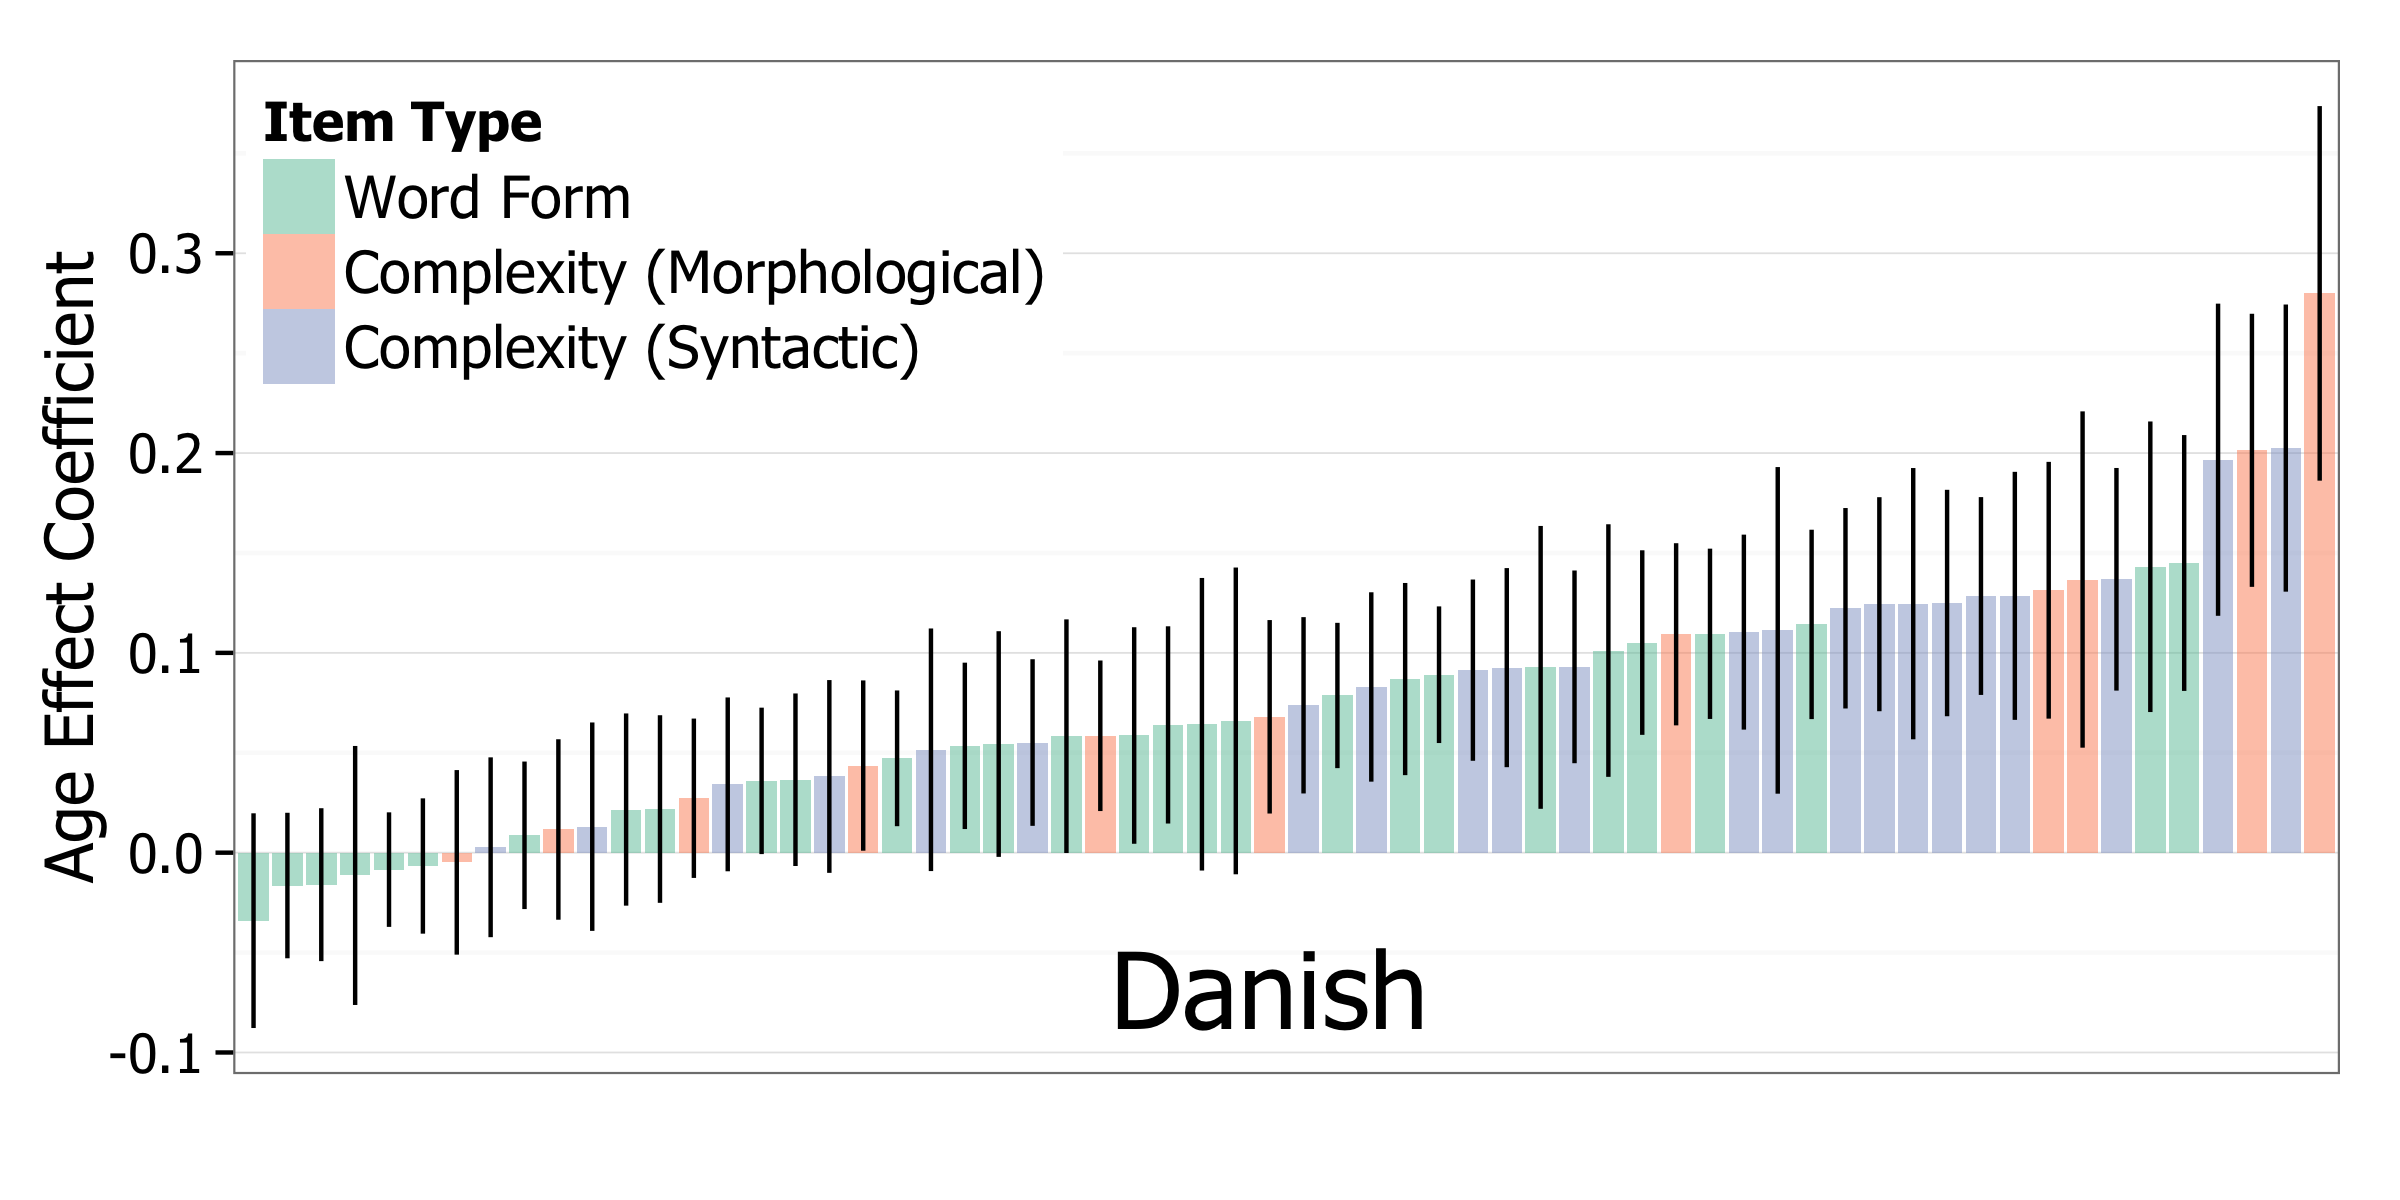 Item Type
Word Form
Complexity (Morphological)
Complexity (Syntactic)
Age Effect Coefficient
0.3
0.2
0.1
0.0
-0.1
Danish